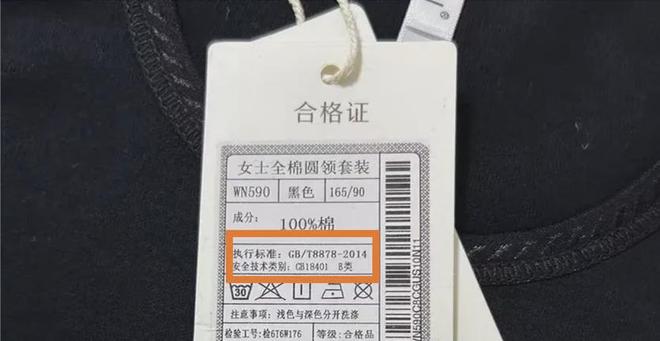 合格证
女士全棉圆领套装
WN590 黑色 165/90
成分: 100%棉
执行标准: GB/T8878-2014
安全技术类别: GB18401 B类
30
注意事项: 浅色与深色分开洗涤
检验工号:检6T6W176 等级:合格品